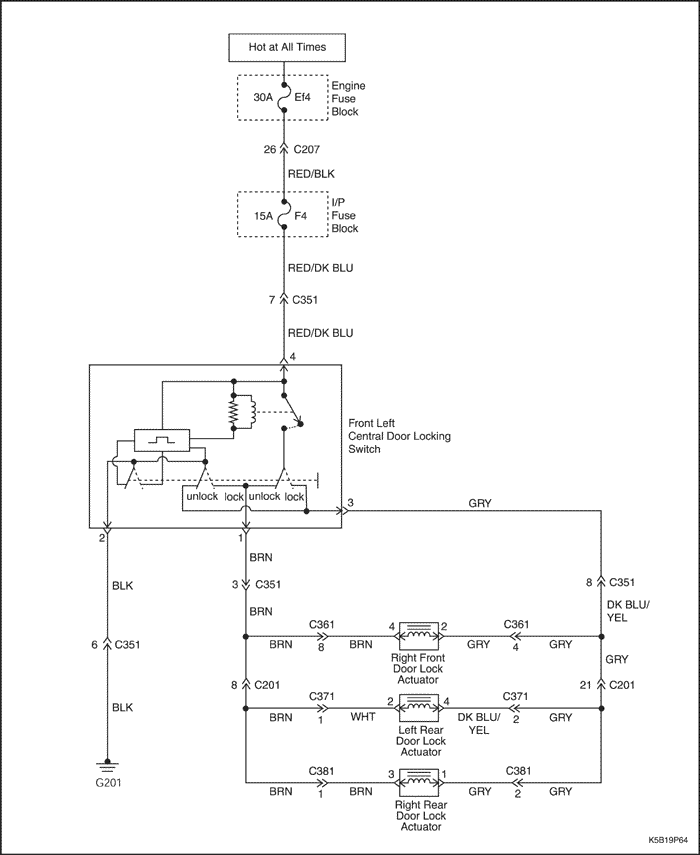 Hot at All Times
30A Ef4
Engine
Fuse
Block
26 C207
RED/BLK
15A F4
I/P
Fuse
Block
RED/DK BLU
7 C351
RED/DK BLU
4
Front Left
Central Door Locking
Switch
unlock lock unlock lock
3
GRY
2
1
BRN
BLK
3 C351
8 C351
BRN
DK BLU/
YEL
6 C351
C361 4 2 C361
BRN 8 BRN GRY 4 GRY
Right Front
Door Lock
Actuator
GRY
8 C201
21 C201
C371 2 4 C371
BRN 1 WHT DK BLU/
YEL 2 GRY
Left Rear
Door Lock
Actuator
BLK
G201
C381 3 1 C381
BRN 1 BRN GRY 2 GRY
Right Rear
Door Lock
Actuator
K5B19P64